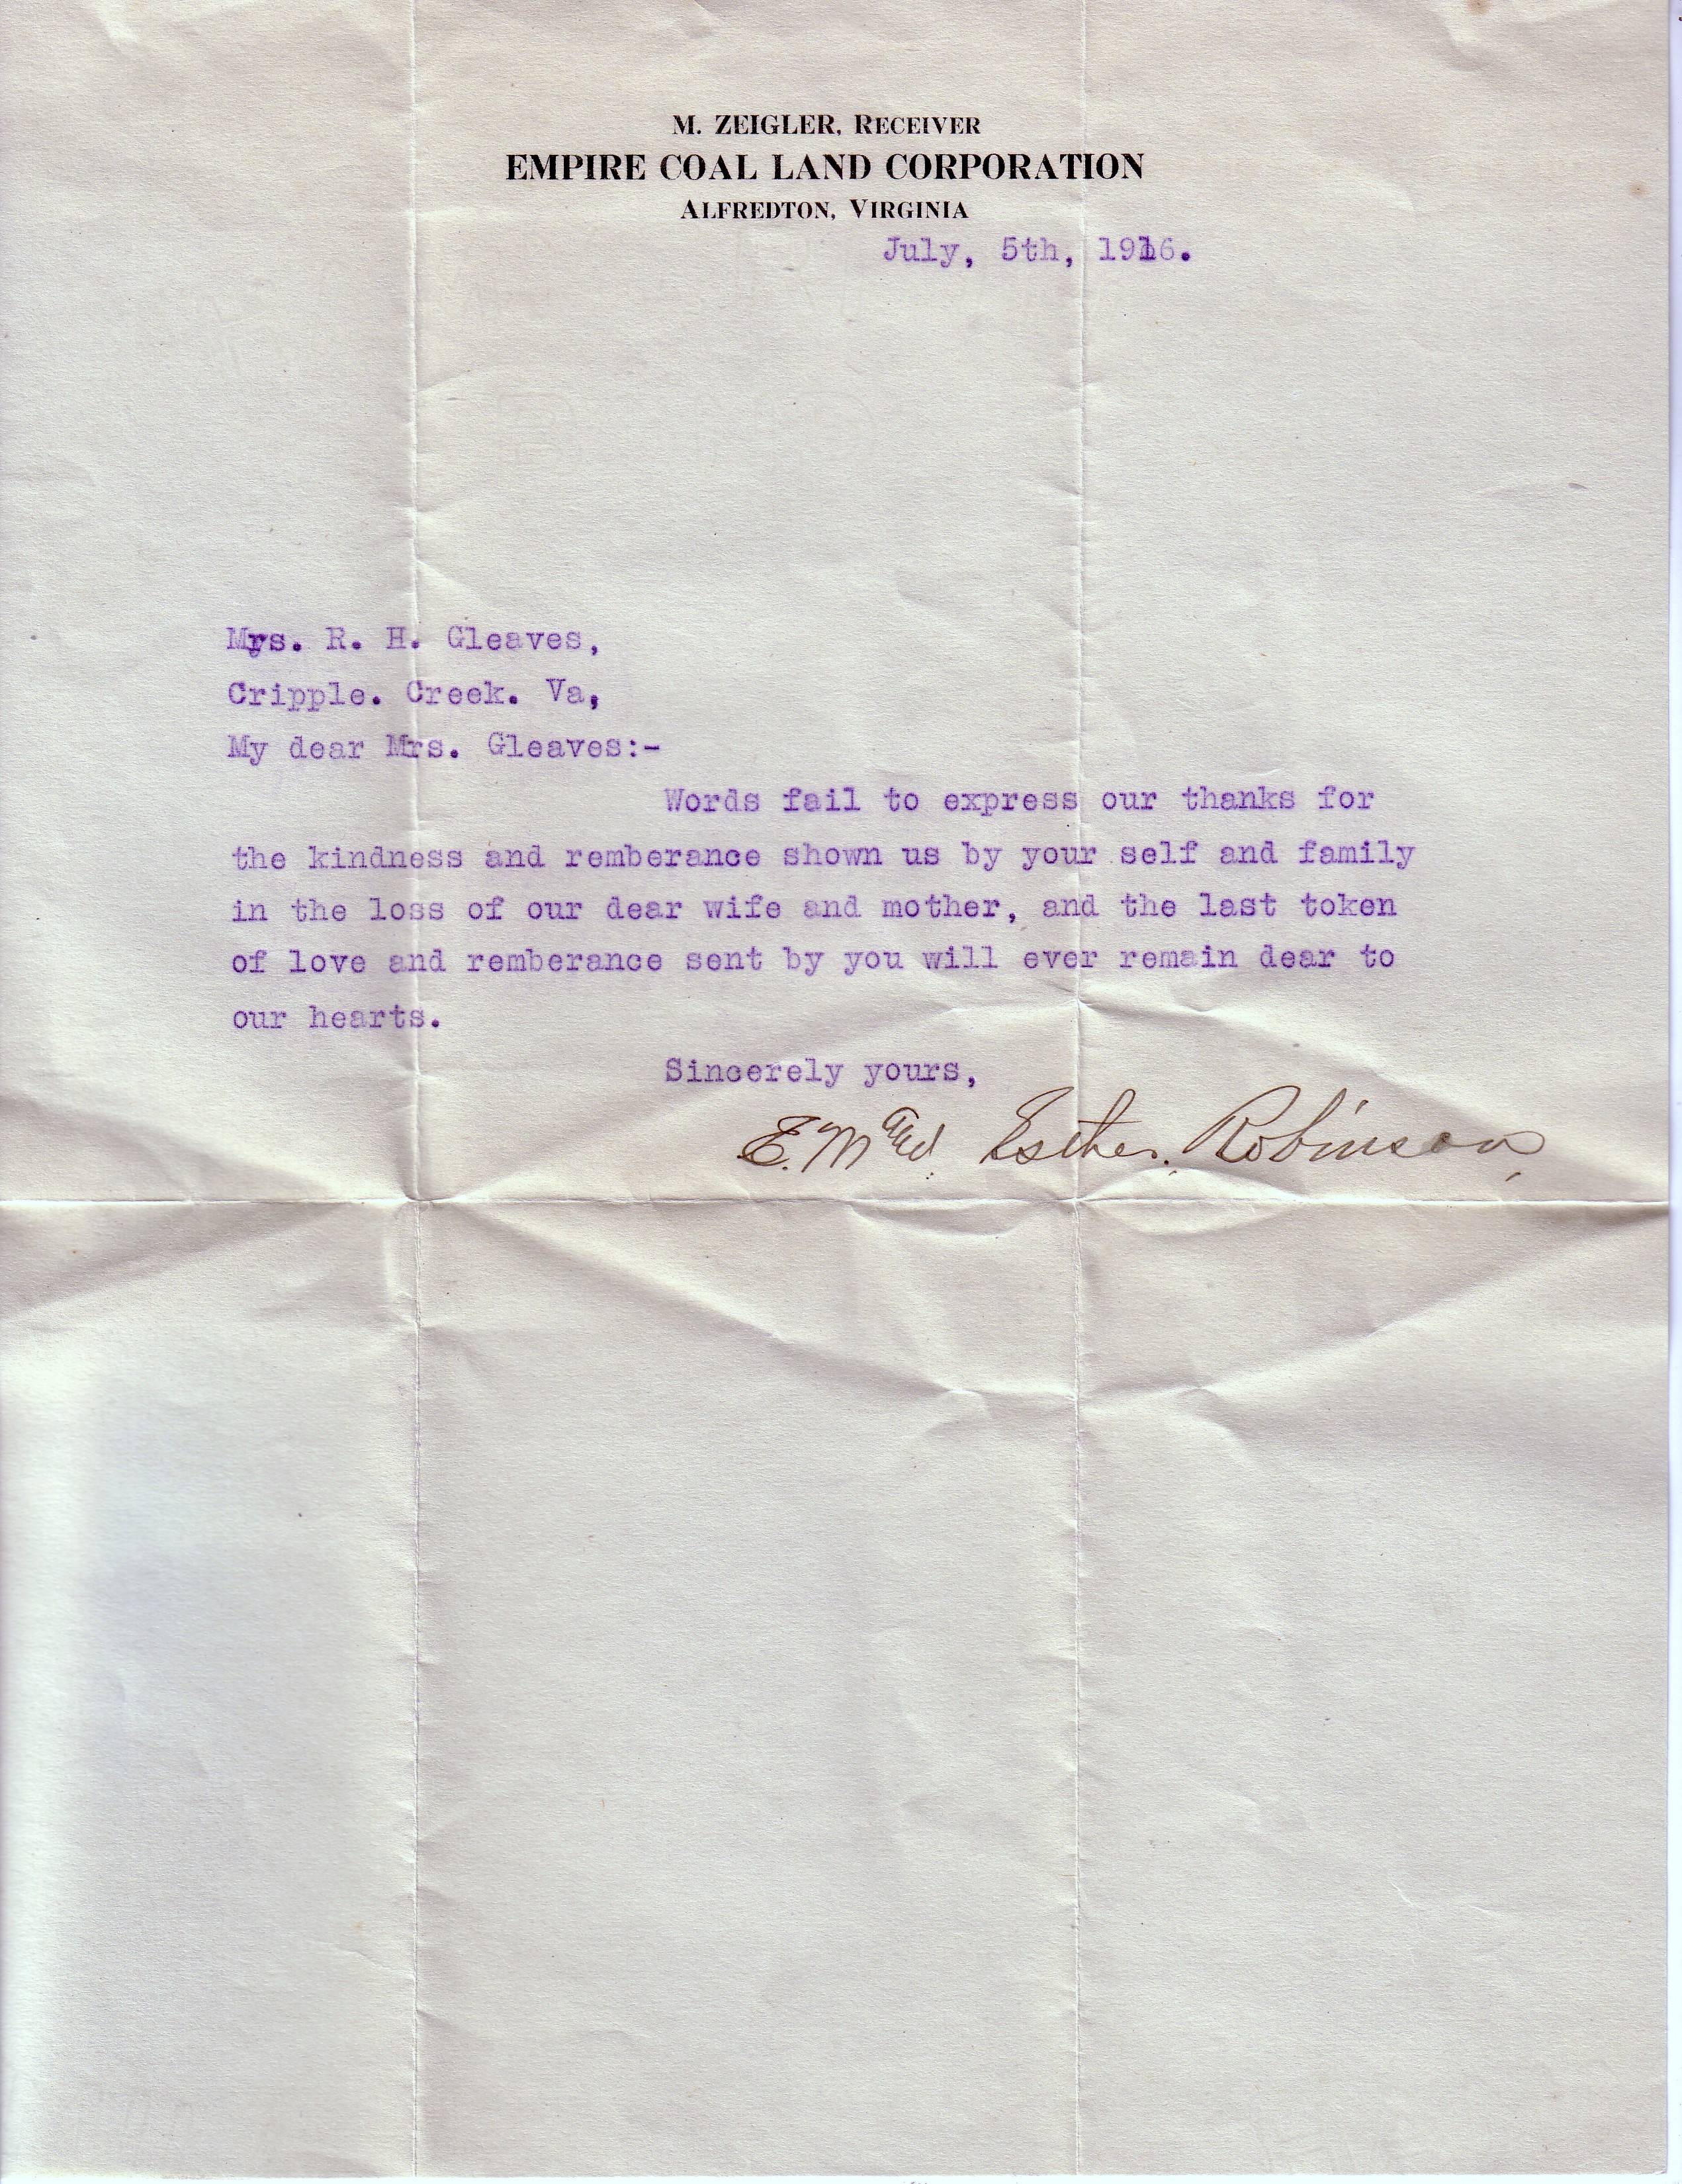 M. ZEIGLER, RECEIVER
EMPIRE COAL LAND CORPORATION
ALFREDTON, VIRGINIA
July, 5th, 1916.
Mrs. R. H. Gleaves,
Cripple. Creek. Va,
My dear Mrs. Gleaves:-
Words fail to express our thanks for
the kindness and remberance shown us by your self and family
in the loss of our dear wife and mother, and the last token
of love and remberance sent by you will ever remain dear to
our hearts.
Sincerely yours,
E. M and Esther. Robinson